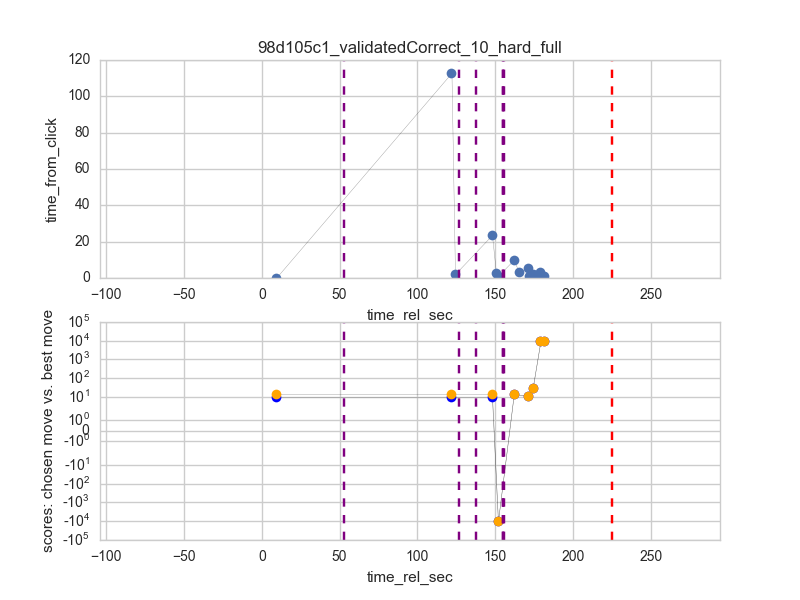 98d105c1_validatedCorrect_10_hard_full
120
100
80
60
40
20
0
time_from_click
−100 −50 0 50 100 150 200 250
time_rel_sec
10^5
10^4
10^3
10^2
10^1
10^0
0
-10^0
-10^1
-10^2
-10^3
-10^4
-10^5
scores: chosen move vs. best move
−100 −50 0 50 100 150 200 250
time_rel_sec